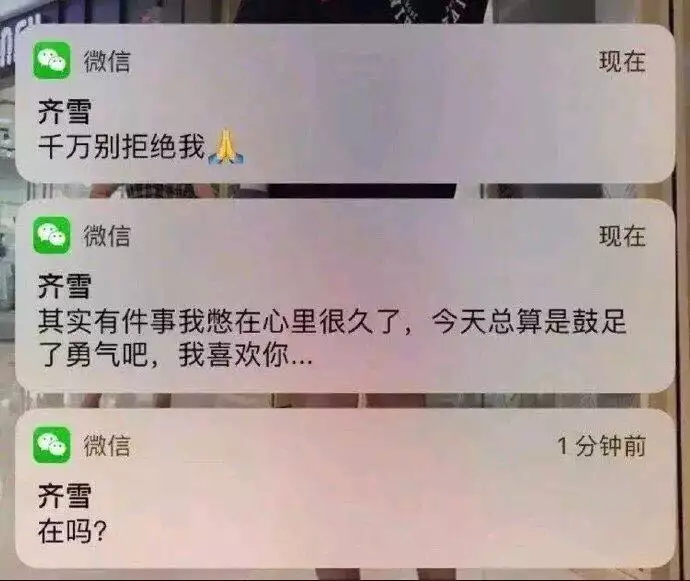 微信
现在
齐雪
千万别拒绝我🙏
微信
现在
齐雪
其实有件事我憋在心里很久了，今天总算是鼓足
了勇气吧，我喜欢你...
微信
1 分钟前
齐雪
在吗?